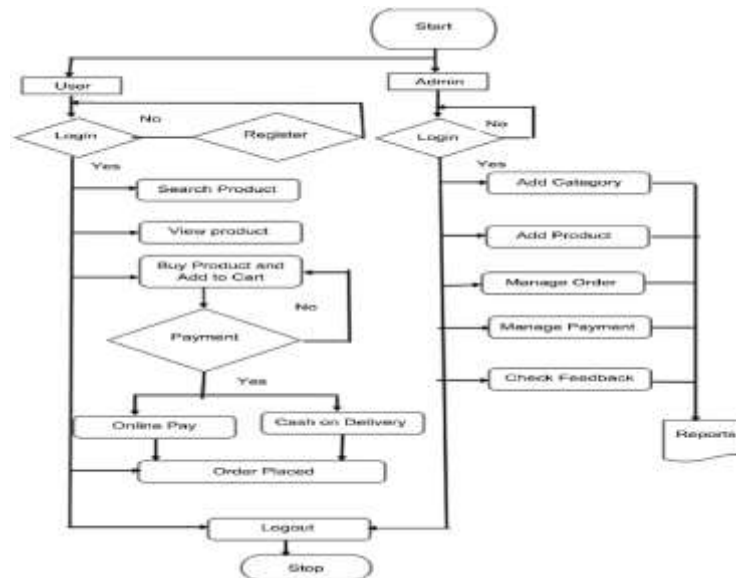 Start
User
Admin
Login
No
Register
Login
No
Yes
Yes
Search Product
Add Category
View product
Add Product
Buy Product and
Add to Cart
Manage Order
No
Payment
Manage Payment
Yes
Check Feedback
Online Pay
Cash on Delivery
Reports
Order Placed
Logout
Stop